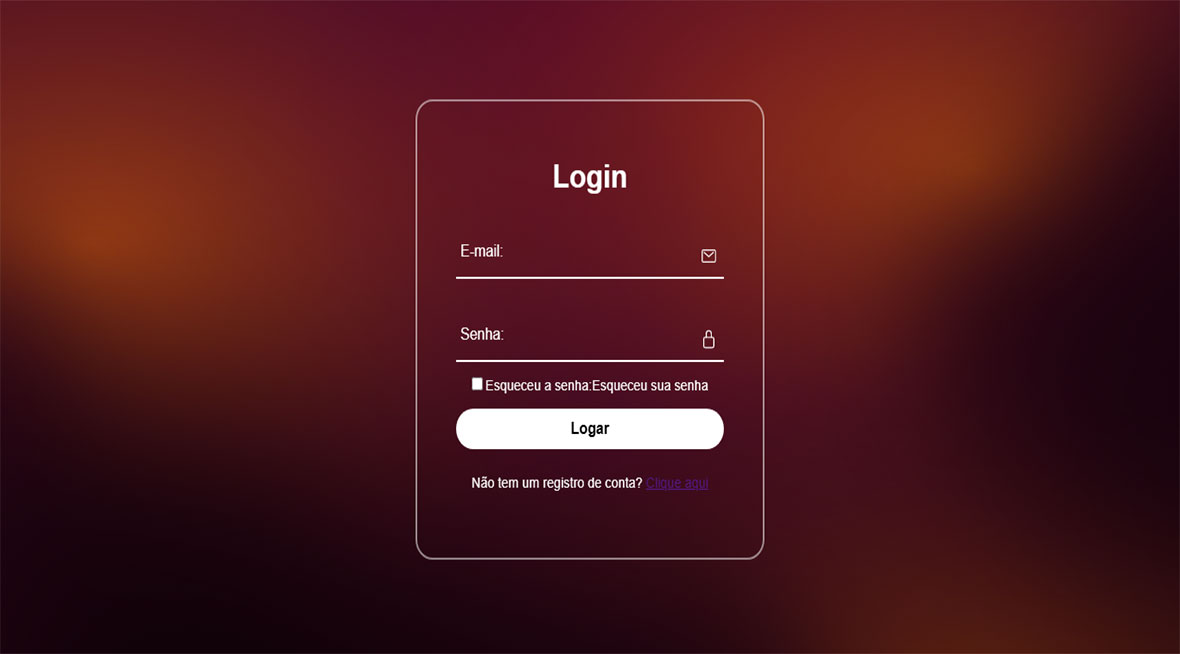 Login
E-mail:
Senha:
Esqueceu a senha:Esqueceu sua senha
Logar
Não tem um registro de conta? Clique aqui